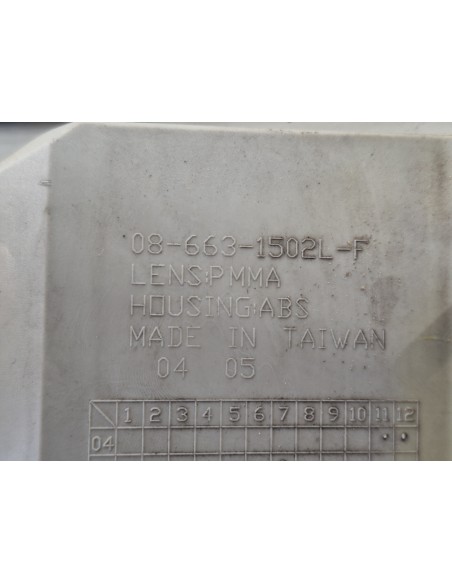 08-663-1502L-F
LENS:PMMA
HOUSING:ABS
MADE IN TAIWAN
04 05
1 2 3 4 5 6 7 8 9 10 11 12
04